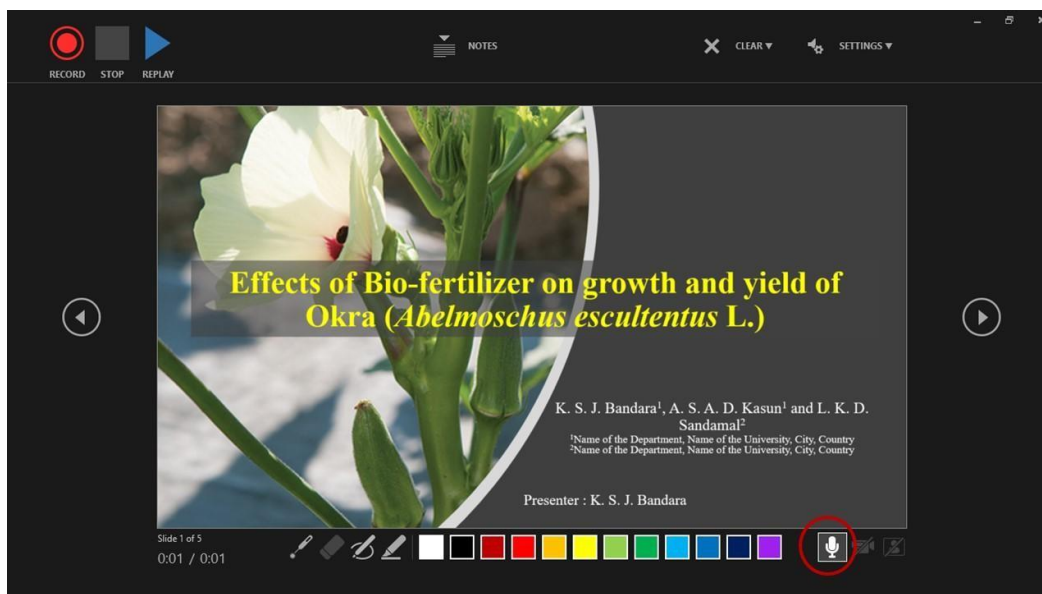 NOTES
CLEAR
SETTINGS
RECORD STOP REPLAY
Effects of Bio-fertilizer on growth and yield of
Okra (Abelmoschus escultentus L.)
K. S. J. Bandara¹, A. S. A. D. Kasun¹ and L. K. D.
Sandamal²
¹Name of the Department, Name of the University, City, Country
²Name of the Department, Name of the University, City, Country
Presenter : K. S. J. Bandara
Slide 1 of 5
0:01 / 0:01